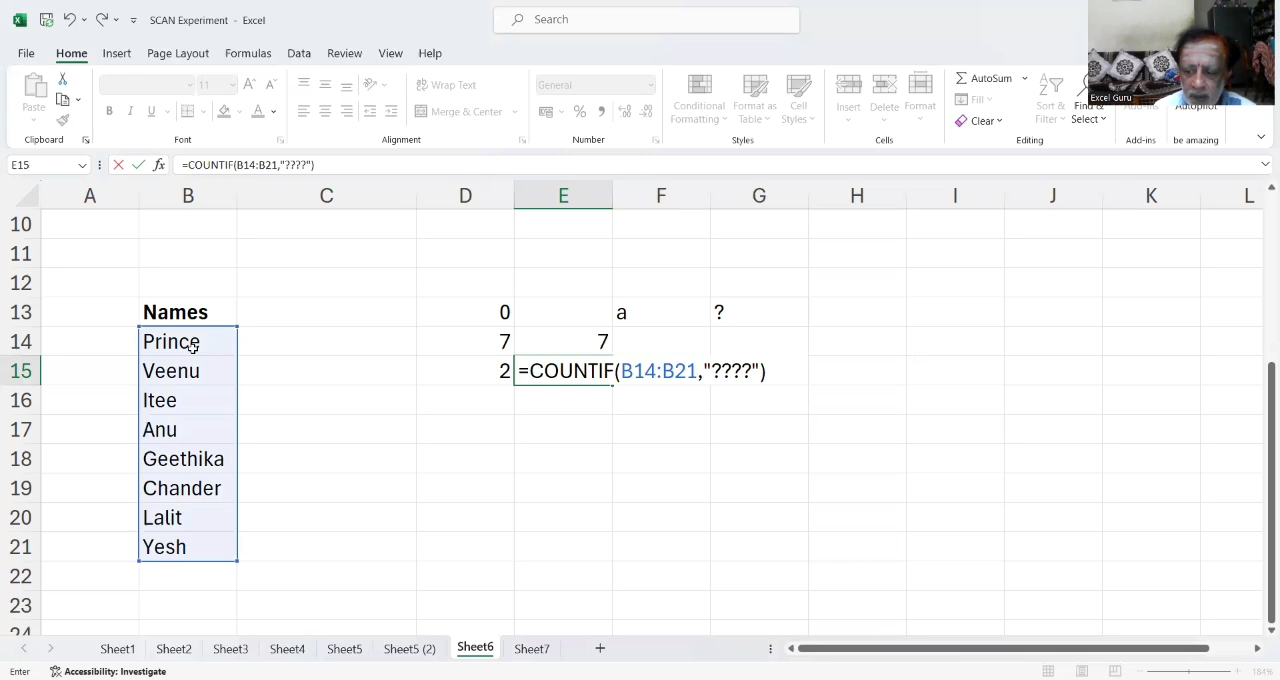 SCAN Experiment - Excel
Search
File Home Insert Page Layout Formulas Data Review View Help
Paste
Clipboard
11
Font
Wrap Text
Merge & Center
Alignment
General
Number
Conditional Formatting
Format as Table
Cell Styles
Styles
Insert
Delete
Format
Cells
AutoSum
Fill
Clear
Sort & Filter
Find & Select
Editing
Add-ins
Add-ins
Autopilot
be amazing
Excel Guru
E15 fx =COUNTIF(B14:B21,"????")
A B C D E F G H I J K L
10
11
12
13 Names 0 a ?
14 Prince 7 7
15 Veenu 2 =COUNTIF(B14:B21,"????")
16 Itee
17 Anu
18 Geethika
19 Chander
20 Lalit
21 Yesh
22
23
24
Sheet1 Sheet2 Sheet3 Sheet4 Sheet5 Sheet5 (2) Sheet6 Sheet7
Enter Accessibility: Investigate 184%